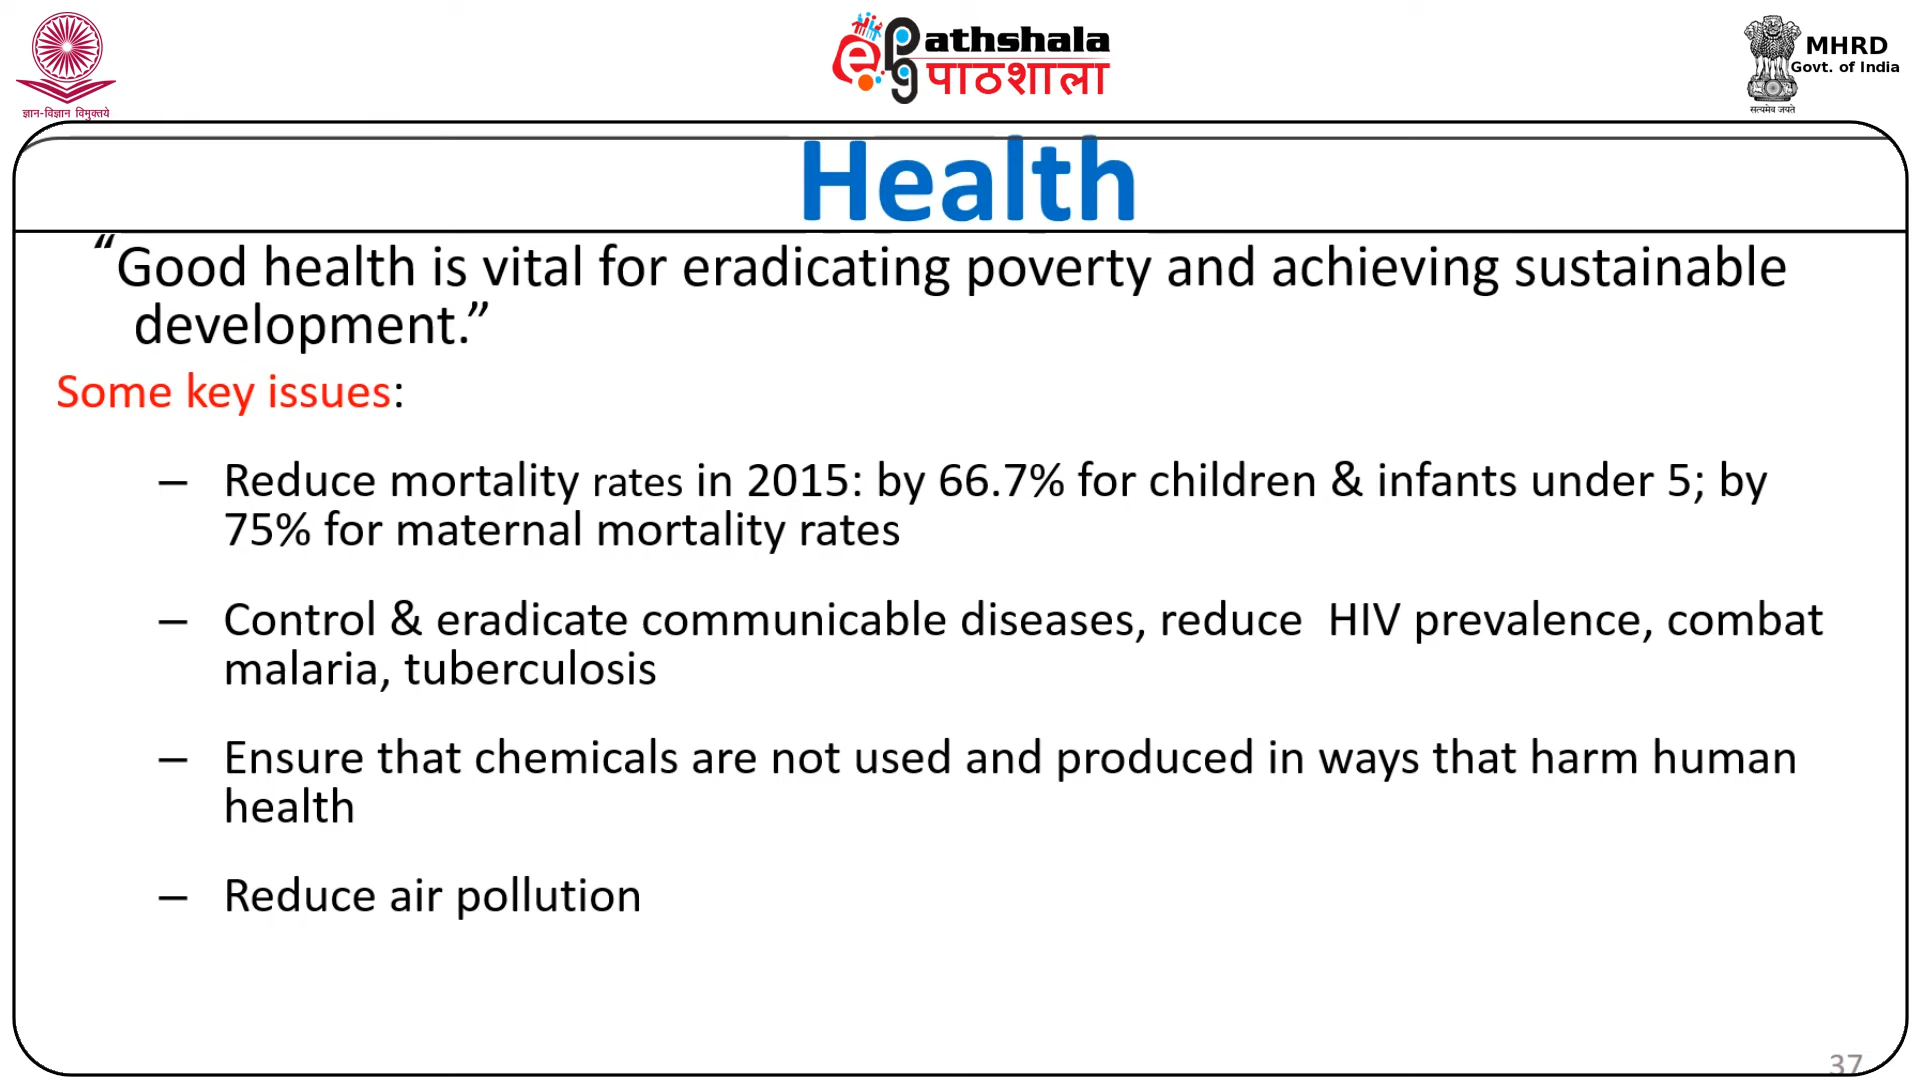 ज्ञान-विज्ञान विमुक्तये
ePathshala
pg पाठशाला
MHRD
Govt. of India
सत्यमेव जयते
Health
“Good health is vital for eradicating poverty and achieving sustainable
development.”
Some key issues:
– Reduce mortality rates in 2015: by 66.7% for children & infants under 5; by
75% for maternal mortality rates
– Control & eradicate communicable diseases, reduce  HIV prevalence, combat
malaria, tuberculosis
– Ensure that chemicals are not used and produced in ways that harm human
health
– Reduce air pollution
37